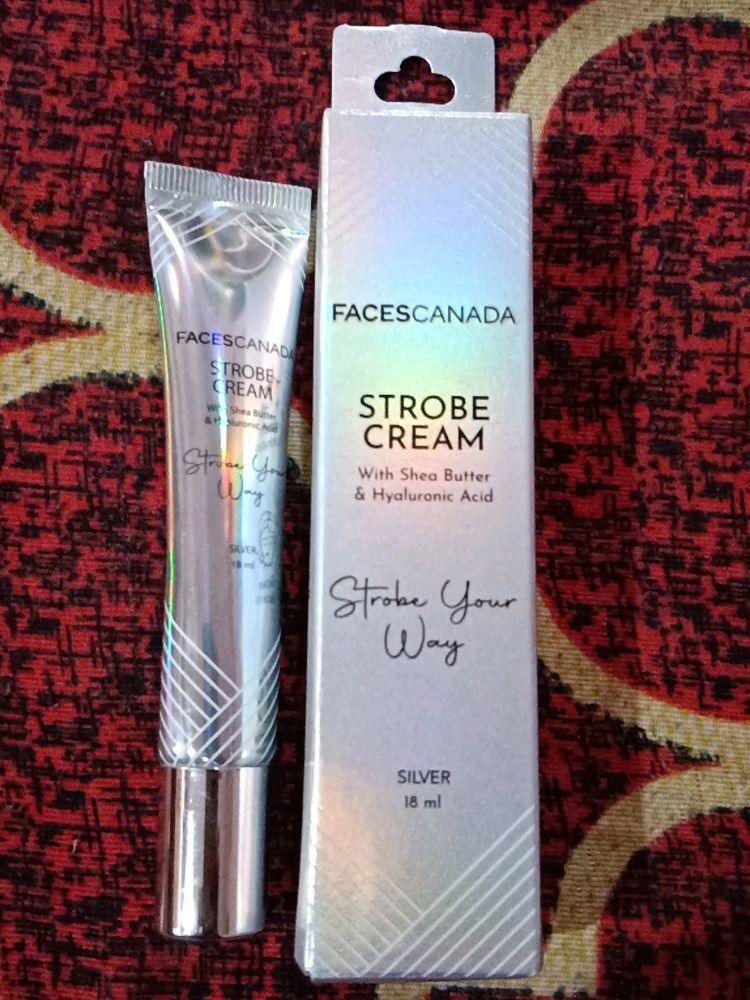 FACESCANADA
STROBE
CREAM
With Shea Butter
& Hyaluronic Acid
Strobe Your
Way
SILVER
18 ml
FACESCANADA
STROBE
CREAM
With Shea Butter
& Hyaluronic Acid
Strobe Your
Way
SILVER
18 ml